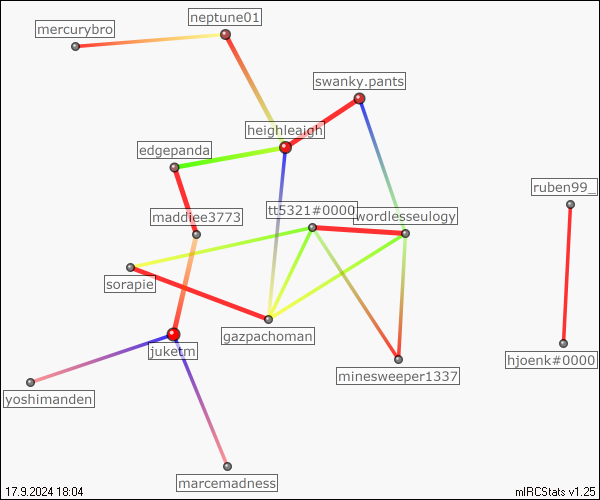 neptune01
mercurybro
swanky.pants
heighleaigh
edgepanda
ruben99_
tt5321#0000
maddiee3773
wordlesseulogy
sorapie
gazpachoman
juketm
hjoenk#0000
minesweeper1337
yoshimanden
marcemadness
17.9.2024 18:04
mIRCStats v1.25